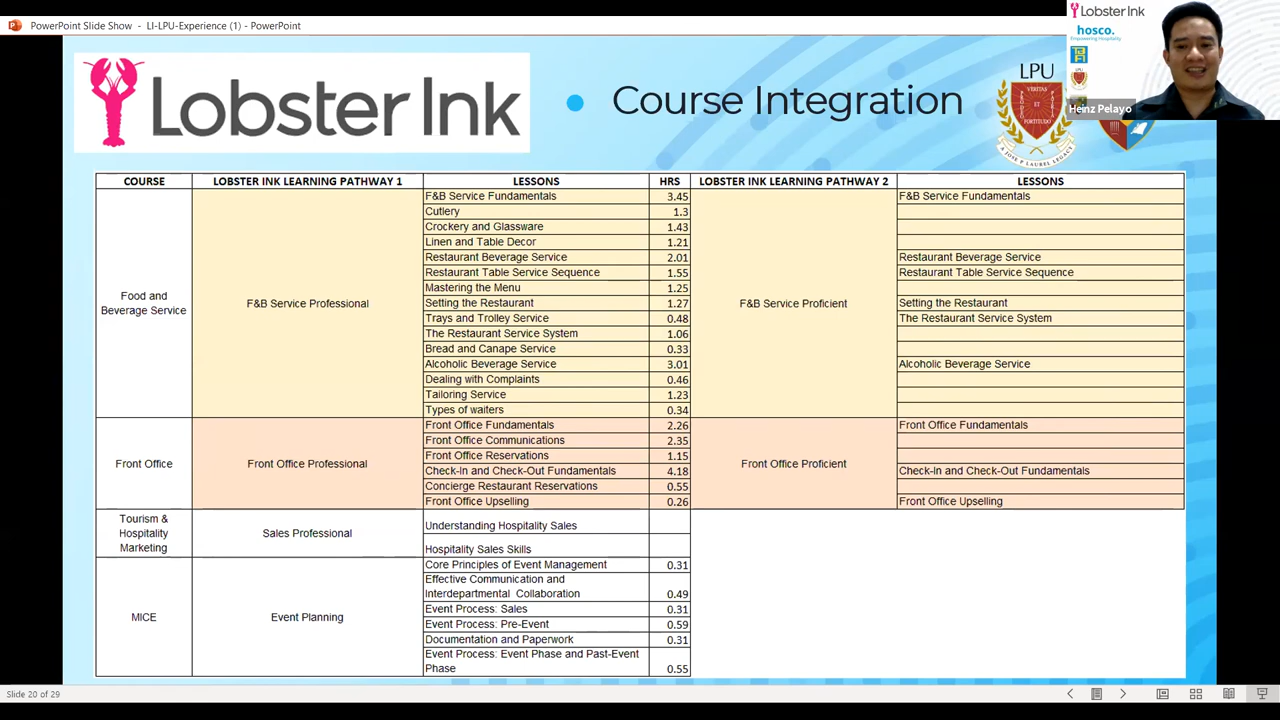 PowerPoint Slide Show - LI-LPU-Experience (1) - PowerPoint
Lobster Ink
hosco.
Empowering Hospitality
Heinz Pelayo
Lobster Ink
• Course Integration
LPU
VERITAS
ET
FORTITUDO
A JOSE P LAUREL LEGACY
COURSE LOBSTER INK LEARNING PATHWAY 1 LESSONS HRS LOBSTER INK LEARNING PATHWAY 2 LESSONS
Food and
Beverage Service
F&B Service Professional
F&B Service Fundamentals 3.45
Cutlery 1.3
Crockery and Glassware 1.43
Linen and Table Decor 1.21
Restaurant Beverage Service 2.01
Restaurant Table Service Sequence 1.55
Mastering the Menu 1.25
Setting the Restaurant 1.27
Trays and Trolley Service 0.48
The Restaurant Service System 1.06
Bread and Canape Service 0.33
Alcoholic Beverage Service 3.01
Dealing with Complaints 0.46
Tailoring Service 1.23
Types of waiters 0.34
F&B Service Proficient
F&B Service Fundamentals
Restaurant Beverage Service
Restaurant Table Service Sequence
Setting the Restaurant
The Restaurant Service System
Alcoholic Beverage Service
Front Office
Front Office Professional
Front Office Fundamentals 2.26
Front Office Communications 2.35
Front Office Reservations 1.15
Check-In and Check-Out Fundamentals 4.18
Concierge Restaurant Reservations 0.55
Front Office Upselling 0.26
Front Office Proficient
Front Office Fundamentals
Check-In and Check-Out Fundamentals
Front Office Upselling
Tourism &
Hospitality
Marketing
Sales Professional
Understanding Hospitality Sales
Hospitality Sales Skills
MICE
Event Planning
Core Principles of Event Management 0.31
Effective Communication and
Interdepartmental Collaboration 0.49
Event Process: Sales 0.31
Event Process: Pre-Event 0.59
Documentation and Paperwork 0.31
Event Process: Event Phase and Past-Event
Phase 0.55
Slide 20 of 29